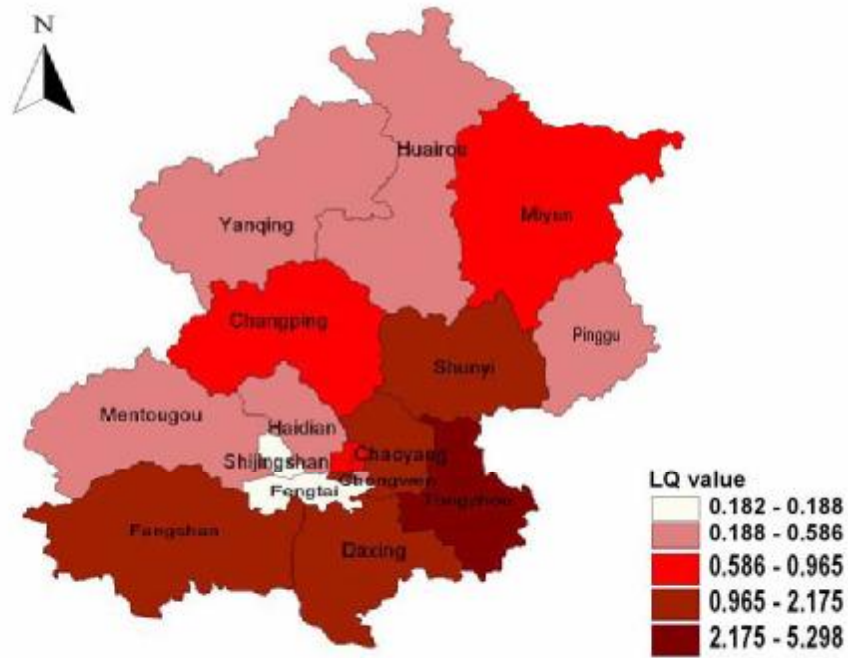 N
Huairou
Miyun
Yanqing
Changping
Pinggu
Shunyi
Mentougou
Haidian
Shijingshan
Chaoyang
Chongwen
Fengtai
Tongzhou
Fangshan
Daxing
LQ value
0.182 - 0.188
0.188 - 0.586
0.586 - 0.965
0.965 - 2.175
2.175 - 5.298